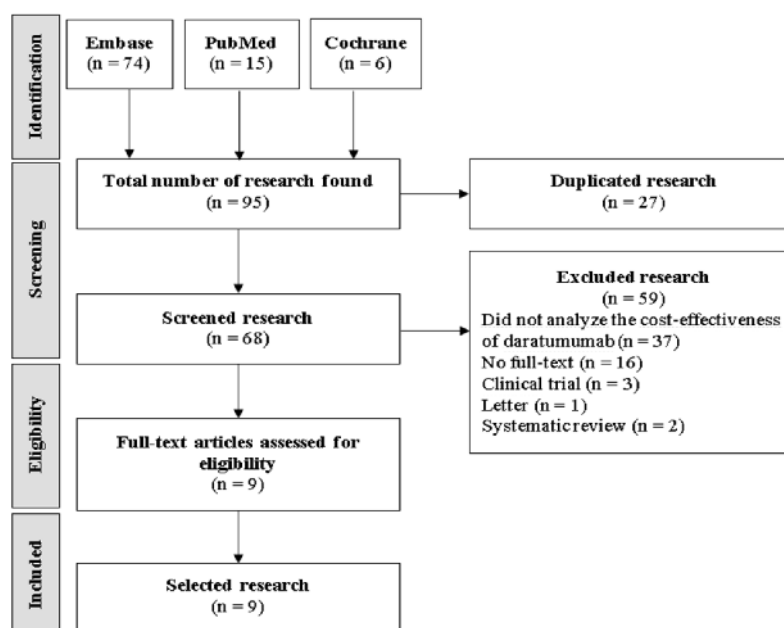 Identification
Embase
(n = 74)
PubMed
(n = 15)
Cochrane
(n = 6)
Screening
Total number of research found
(n = 95)
Duplicated research
(n = 27)
Screened research
(n = 68)
Excluded research
(n = 59)
Did not analyze the cost-effectiveness
of daratumumab (n = 37)
No full-text (n = 16)
Clinical trial (n = 3)
Letter (n = 1)
Systematic review (n = 2)
Eligibility
Full-text articles assessed for
eligibility
(n = 9)
Included
Selected research
(n = 9)